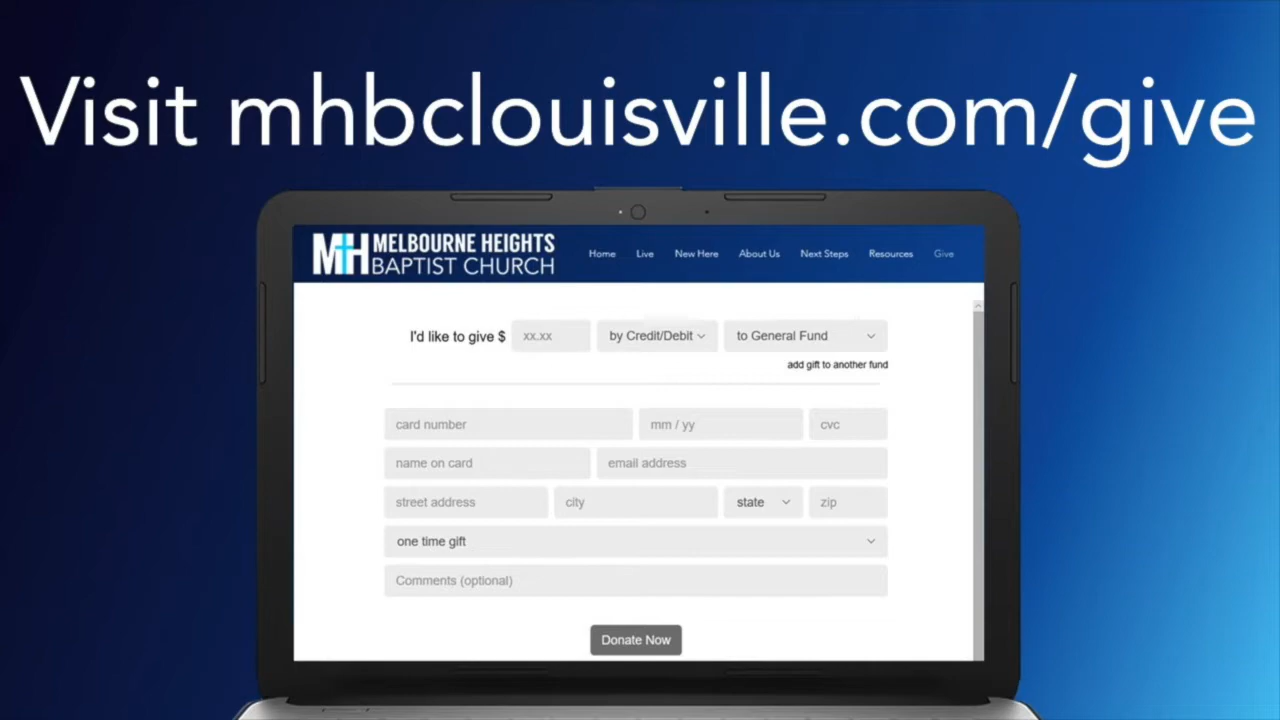 Visit mhbclouisville.com/give
MH MELBOURNE HEIGHTS
BAPTIST CHURCH
Home Live New Here About Us Next Steps Resources Give
I'd like to give $ xx.xx by Credit/Debit to General Fund
add gift to another fund
card number mm / yy cvc
name on card email address
street address city state zip
one time gift
Comments (optional)
Donate Now